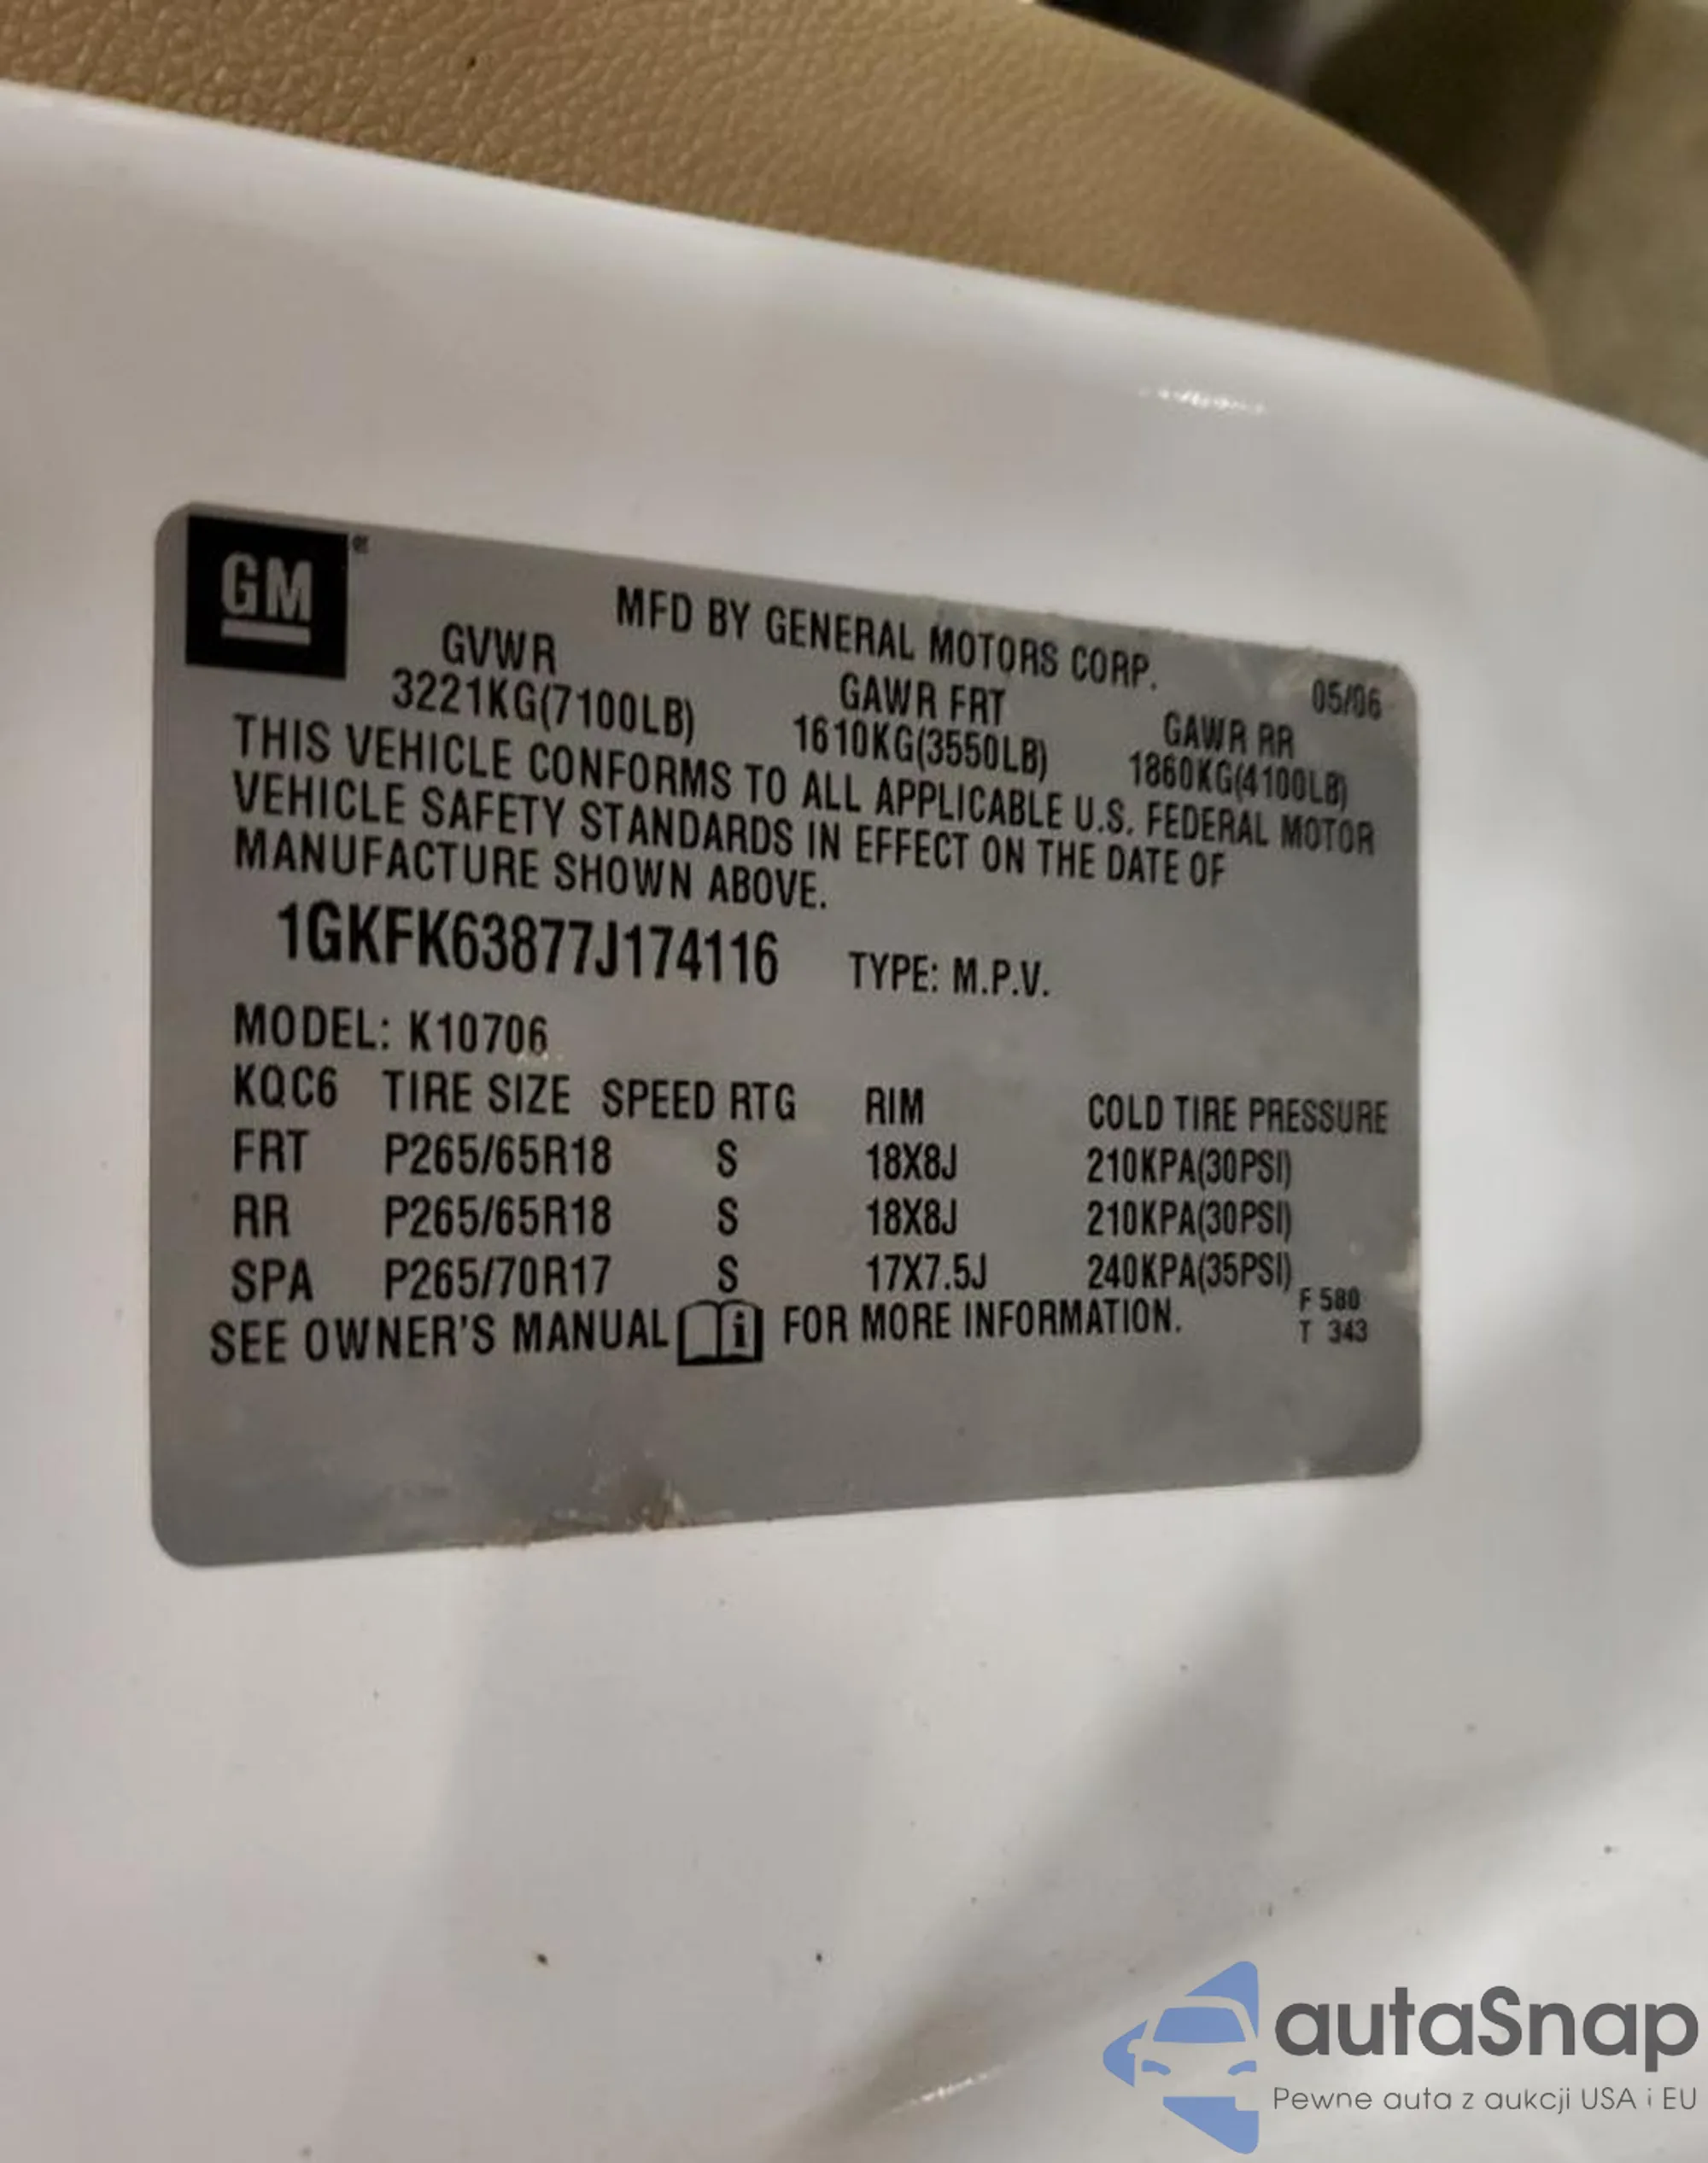 GM
MFD BY GENERAL MOTORS CORP. 05/06
GVWR GAWR FRT GAWR RR
3221KG(7100LB) 1610KG(3550LB) 1860KG(4100LB)
THIS VEHICLE CONFORMS TO ALL APPLICABLE U.S. FEDERAL MOTOR
VEHICLE SAFETY STANDARDS IN EFFECT ON THE DATE OF
MANUFACTURE SHOWN ABOVE.
1GKFK63877J174116 TYPE: M.P.V.
MODEL: K10706
KQC6 TIRE SIZE SPEED RTG RIM COLD TIRE PRESSURE
FRT P265/65R18 S 18X8J 210KPA(30PSI)
RR P265/65R18 S 18X8J 210KPA(30PSI)
SPA P265/70R17 S 17X7.5J 240KPA(35PSI)
SEE OWNER'S MANUAL i FOR MORE INFORMATION.
F 580
T 343
autaSnap
Pewne auta z aukcji USA i EU